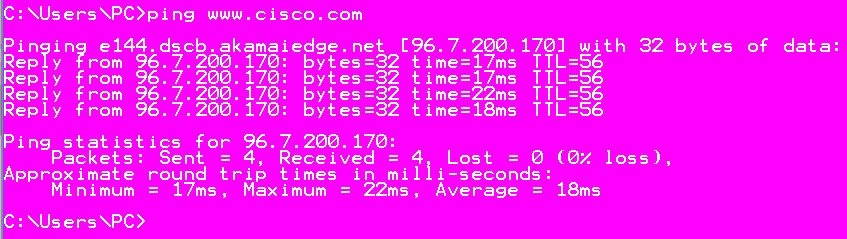 C:\Users\PC>ping www.cisco.com
Pinging e144.dscb.akamaiedge.net [96.7.200.170] with 32 bytes of data:
Reply from 96.7.200.170: bytes=32 time=17ms TTL=56
Reply from 96.7.200.170: bytes=32 time=17ms TTL=56
Reply from 96.7.200.170: bytes=32 time=22ms TTL=56
Reply from 96.7.200.170: bytes=32 time=18ms TTL=56
Ping statistics for 96.7.200.170:
    Packets: Sent = 4, Received = 4, Lost = 0 (0% loss),
Approximate round trip times in milli-seconds:
    Minimum = 17ms, Maximum = 22ms, Average = 18ms
C:\Users\PC>